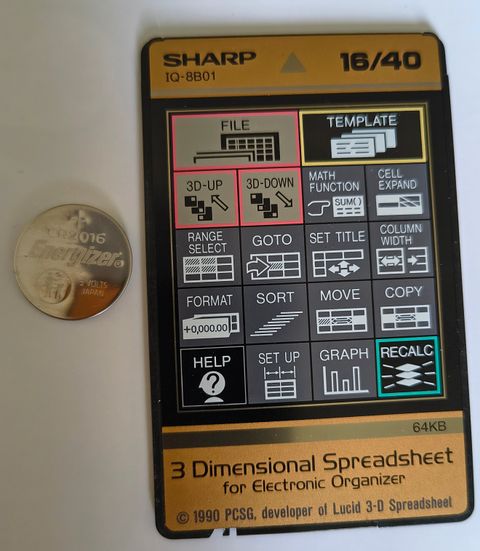 SHARP 16/40
IQ-8B01
FILE TEMPLATE
3D-UP 3D-DOWN MATH FUNCTION SUM() CELL EXPAND
RANGE SELECT GOTO SET TITLE COLUMN WIDTH
FORMAT +0,000.00 SORT MOVE COPY
HELP ? SET UP GRAPH RECALC
64KB
3 Dimensional Spreadsheet
for Electronic Organizer
© 1990 PCSG, developer of Lucid 3-D Spreadsheet
+
CR2016
Energizer
3 VOLTS
JAPAN